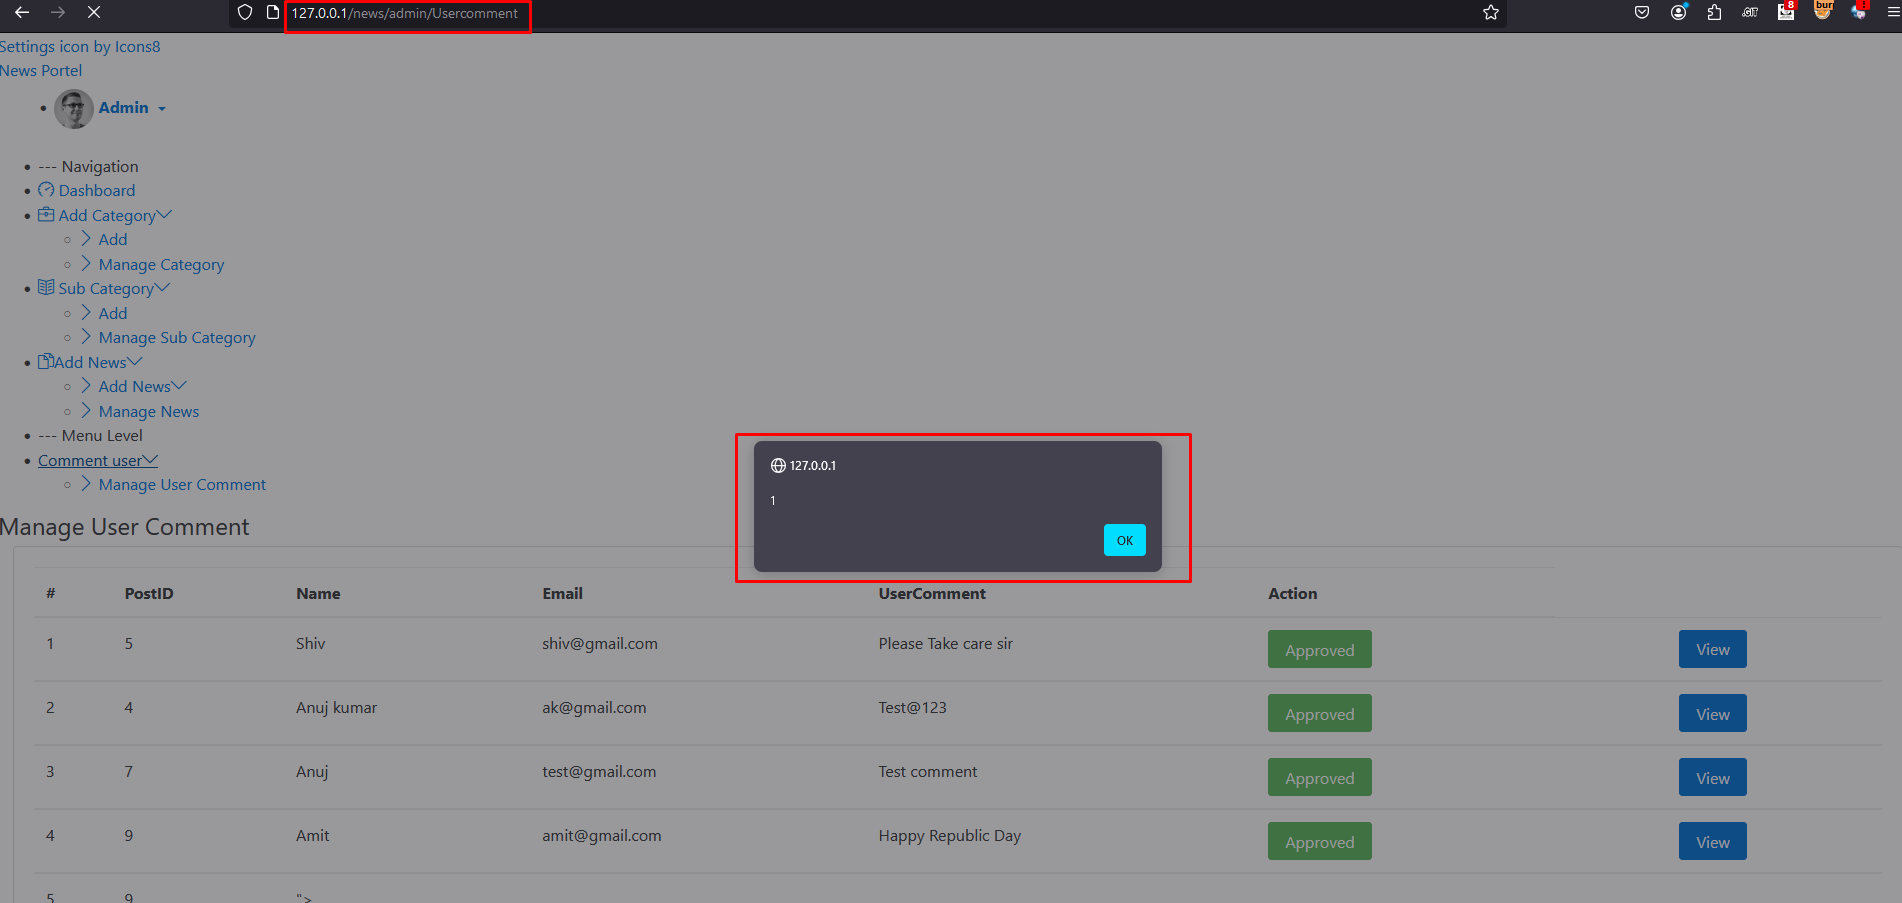 127.0.0.1/news/admin/Usercomment
GIF
8
bur
!
Settings icon by Icons8
News Portel
Admin
--- Navigation
Dashboard
Add Category
Add
Manage Category
Sub Category
Add
Manage Sub Category
Add News
Add News
Manage News
--- Menu Level
Comment user
Manage User Comment
127.0.0.1
1
OK
Manage User Comment
# PostID Name Email UserComment Action
1 5 Shiv shiv@gmail.com Please Take care sir Approved View
2 4 Anuj kumar ak@gmail.com Test@123 Approved View
3 7 Anuj test@gmail.com Test comment Approved View
4 9 Amit amit@gmail.com Happy Republic Day Approved View
5 9 ">